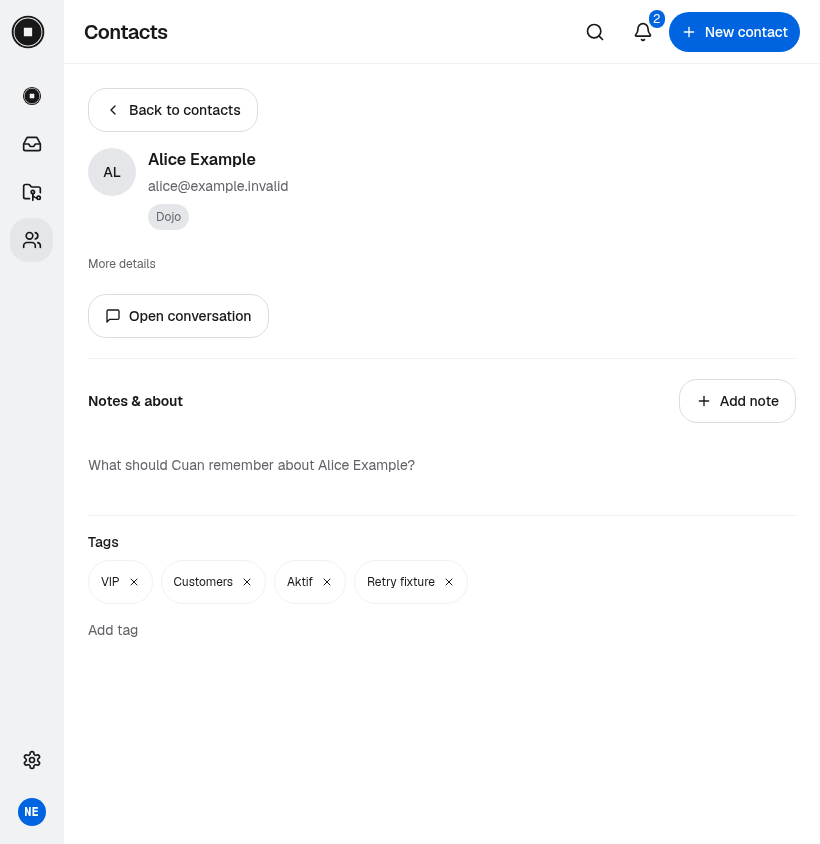 Contacts
2
New contact
Back to contacts
AL
Alice Example
alice@example.invalid
Dojo
More details
Open conversation
Notes & about
Add note
What should Cuan remember about Alice Example?
Tags
VIP
Customers
Aktif
Retry fixture
Add tag
NE